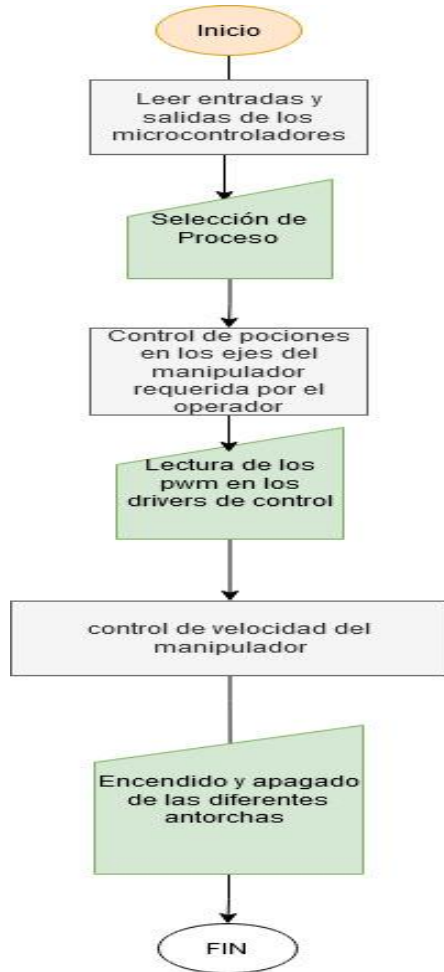 Inicio
Leer entradas y
salidas de los
microcontroladores
Selección de
Proceso
Control de pociones
en los ejes del
manipulador
requerida por el
operador
Lectura de los
pwm en los
drivers de control
control de velocidad del
manipulador
Encendido y apagado
de las diferentes
antorchas
FIN